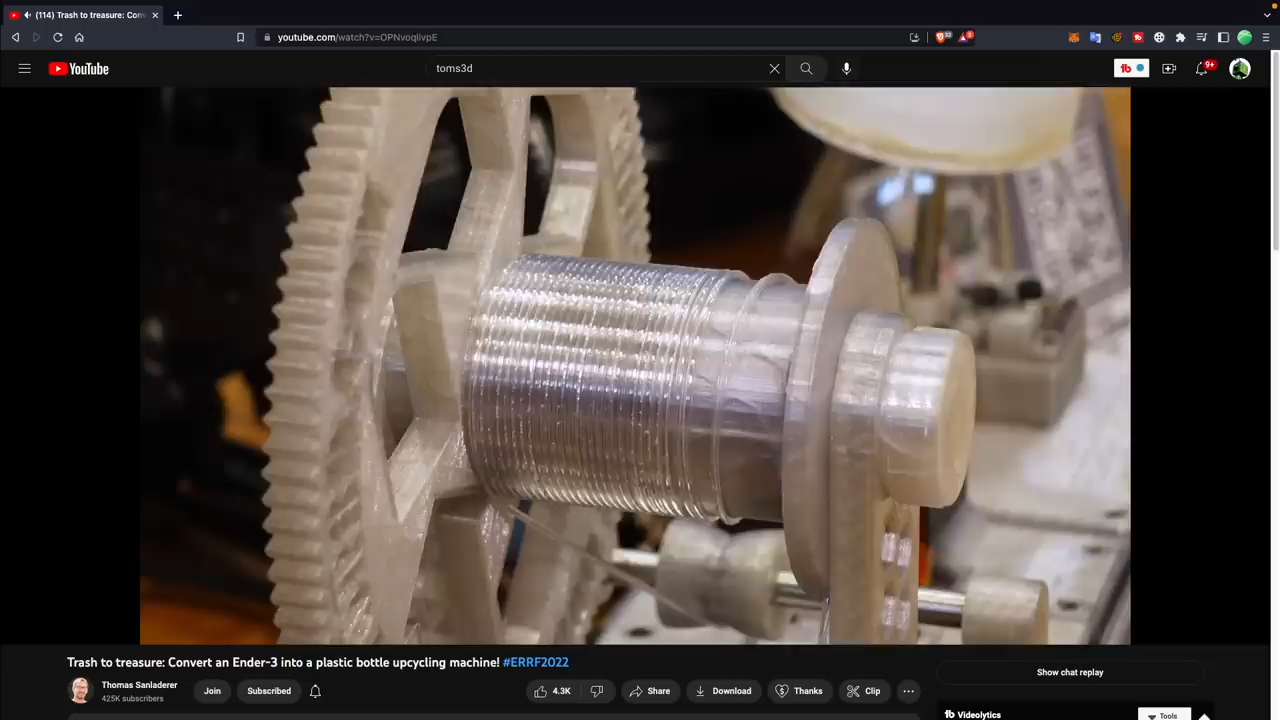 (114) Trash to treasure: Con
youtube.com/watch?v=OPNvoqlivpE
YouTube
toms3d
9+
Trash to treasure: Convert an Ender-3 into a plastic bottle upcycling machine! #ERRF2022
Thomas Sanladerer
425K subscribers
Join
Subscribed
4.3K
Share
Download
Thanks
Clip
Show chat replay
tb Videolytics
Tools